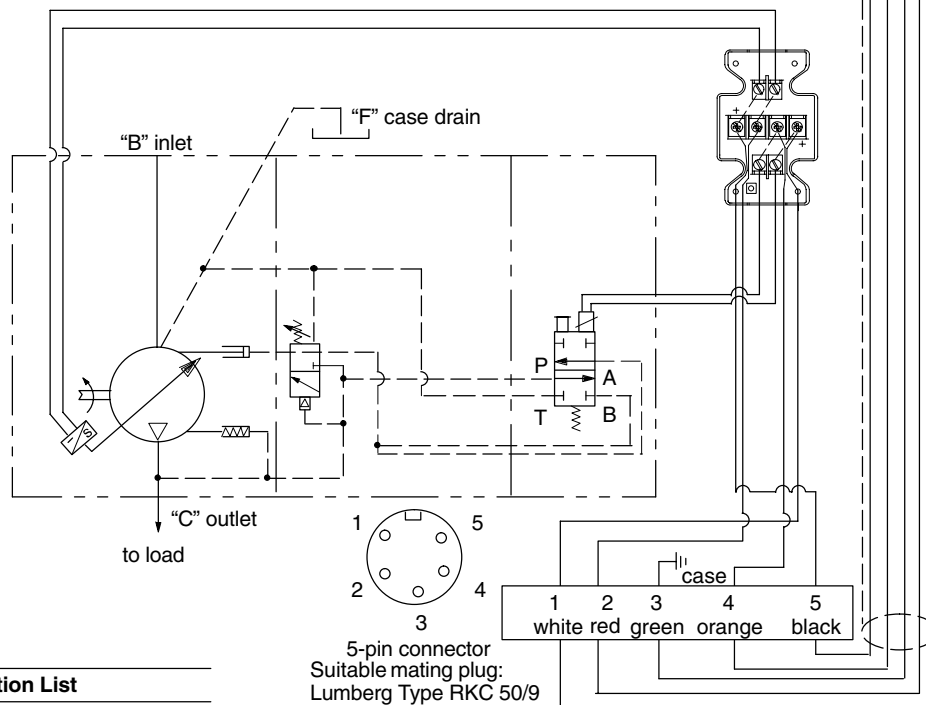 “F” case drain
“B” inlet
+
+
P
A
T
B
S
“C” outlet
to load
1
5
2
4
3
case
1 2 3 4 5
white red green orange black
5-pin connector
Suitable mating plug:
Lumberg Type RKC 50/9
tion List